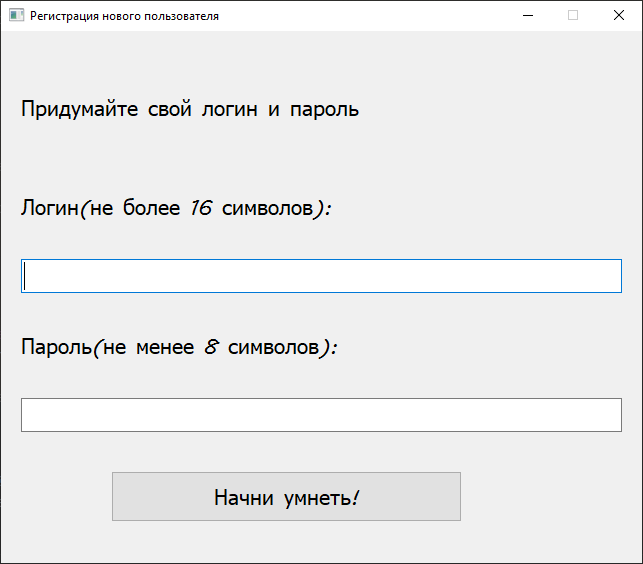 Регистрация нового пользователя
Придумайте свой логин и пароль
Логин(не более 16 символов):
Пароль(не менее 8 символов):
Начни умнеть!